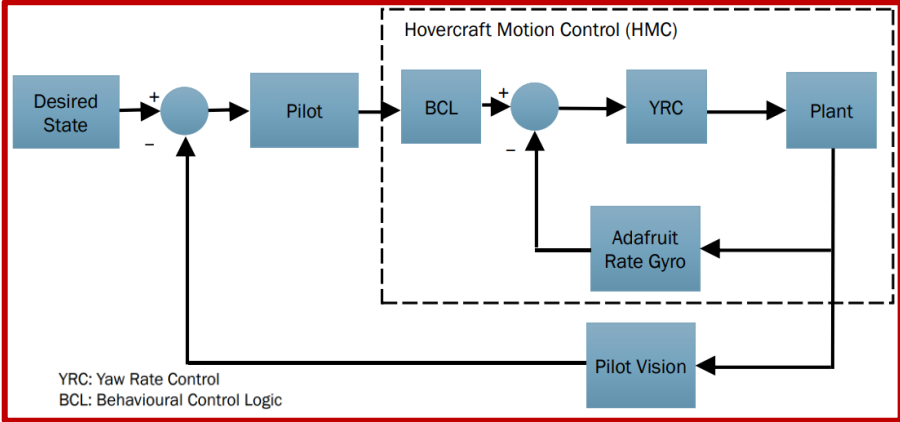 Hovercraft Motion Control (HMC)
Desired
State
+
−
Pilot
BCL
+
−
YRC
Plant
Adafruit
Rate Gyro
Pilot Vision
YRC: Yaw Rate Control
BCL: Behavioural Control Logic